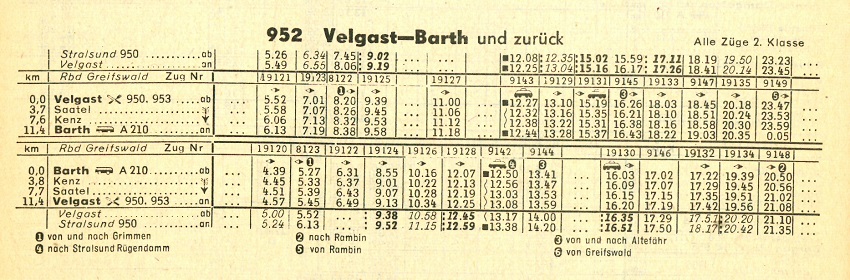 952 Velgast—Barth und zurück
Alle Züge 2. Klasse
Stralsund 950 ab 5.26 6.34 7.45 9.02 ... ... ... ■12.08 12.35 15.02 15.59 17.11 18.19 19.50 23.23 ...
Velgast an 5.49 6.55 8.06 9.19 ... ... ... ■12.25 13.04 15.16 16.17 17.26 18.41 20.14 23.45 ...
km Rbd Greifswald Zug Nr 19121 19123 8122 19125 19127 9143 19129 19131 9133 19147 19135 9149
0,0 Velgast 950. 953 ab 5.52 7.01 8.20 9.39 11.00 ... ■12.27 13.10 15.19 16.26 18.03 18.45 20.18 23.47
3,7 Saatel 5.58 7.07 8.26 9.45 11.06 ... 12.32 13.16 15.35 16.21 18.10 18.51 20.24 23.53
7,6 Kenz 6.06 7.13 8.32 9.53 11.12 ... 12.38 13.22 15.31 16.38 18.16 18.58 20.30 23.59
11,4 Barth A 210 an 6.13 7.19 8.38 9.58 11.18 ... ■12.44 13.28 15.37 16.43 18.22 19.03 20.35 0.05
km Rbd Greifswald Zug Nr 19120 8123 19122 19124 19126 19128 9142 9144 19130 9146 19132 19134 9148
0,0 Barth A 210 ab ... 4.39 5.27 6.31 8.55 10.16 12.07 ■12.50 13.41 16.03 17.02 17.22 19.39 20.50
3,8 Kenz ... 4.45 5.33 6.37 9.01 10.22 12.13 12.56 13.47 16.09 17.07 17.29 19.45 20.56
7,7 Saatel ... 4.51 5.39 6.43 9.07 10.28 12.19 13.03 13.53 16.15 17.15 17.35 19.51 21.02
11,4 Velgast 950. 953 an ... 4.57 5.45 6.49 9.13 10.34 12.25 13.08 13.59 16.20 17.19 17.42 19.56 21.08
Velgast ab ... 5.00 5.52 ... 9.38 10.58 12.45 13.17 14.00 ... 16.35 17.29 17.51 20.20 21.10
Stralsund 950 an ... 5.24 6.13 ... 9.52 11.15 12.59 ■13.38 14.20 ... 16.51 17.50 18.17 20.42 21.35
❶ von und nach Grimmen ❷ nach Rambin ❸ von und nach Altefähr
❹ nach Stralsund Rügendamm ❺ von Rambin ❻ von Greifswald